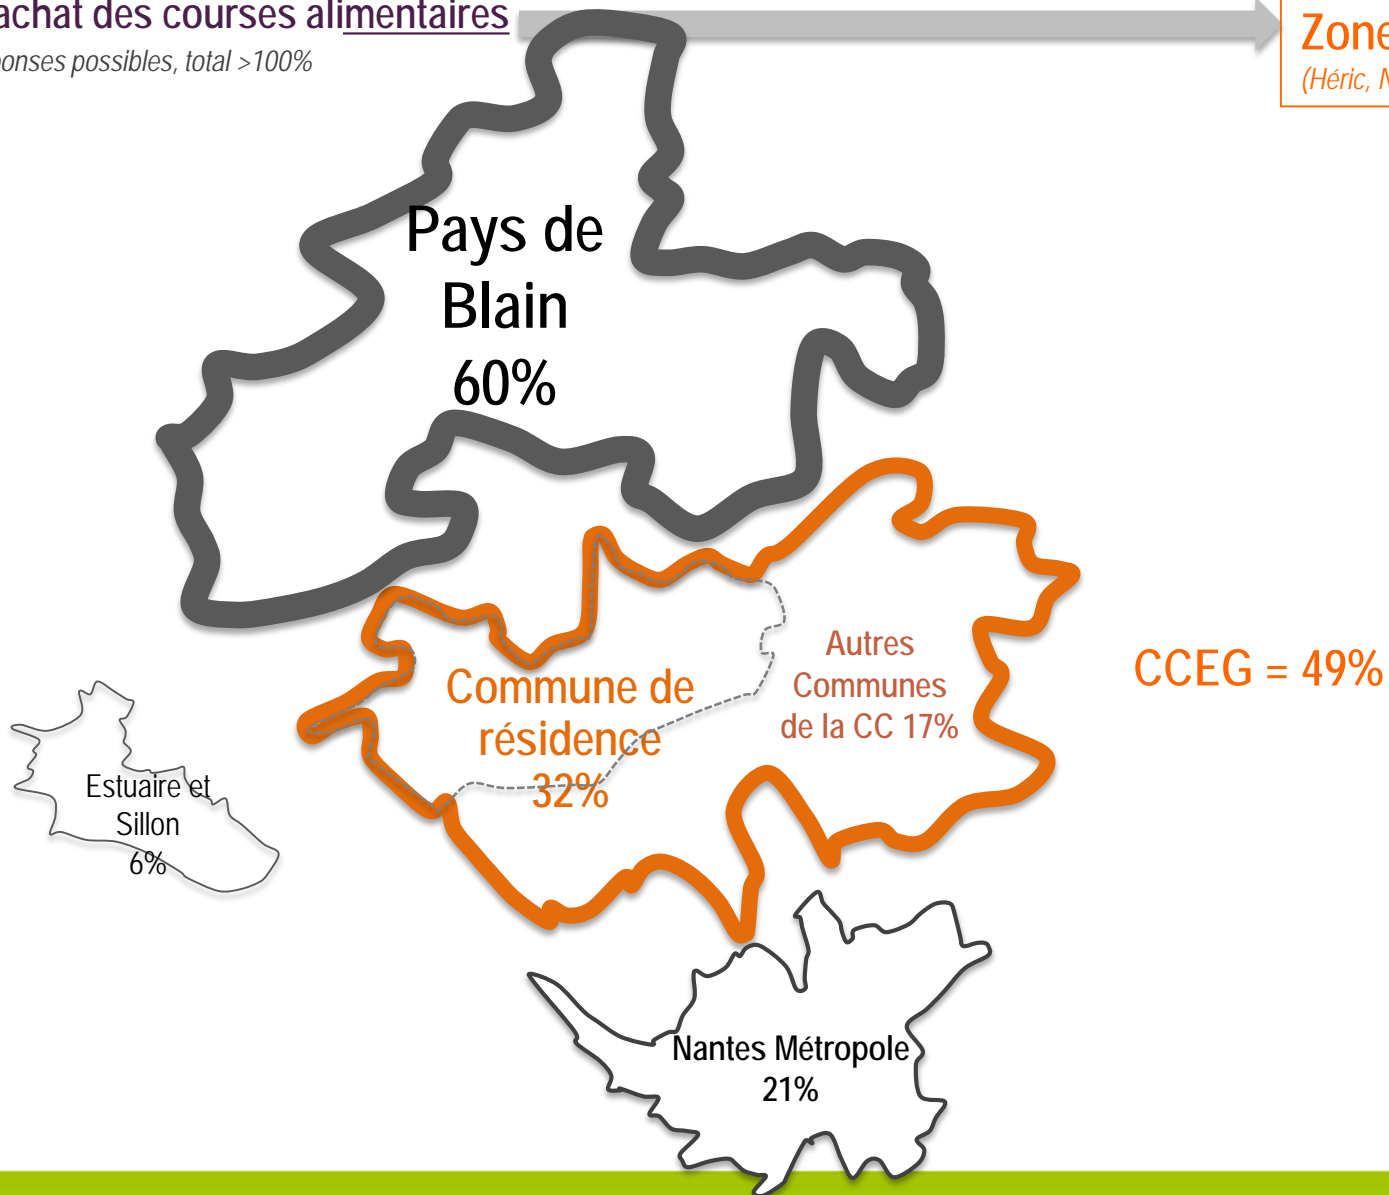 achat des courses alimentaires
onses possibles, total >100%
Zone
(Héric, N
Pays de
Blain
60%
Commune de
résidence
32%
Autres
Communes
de la CC 17%
CCEG = 49%
Estuaire et
Sillon
6%
Nantes Métropole
21%